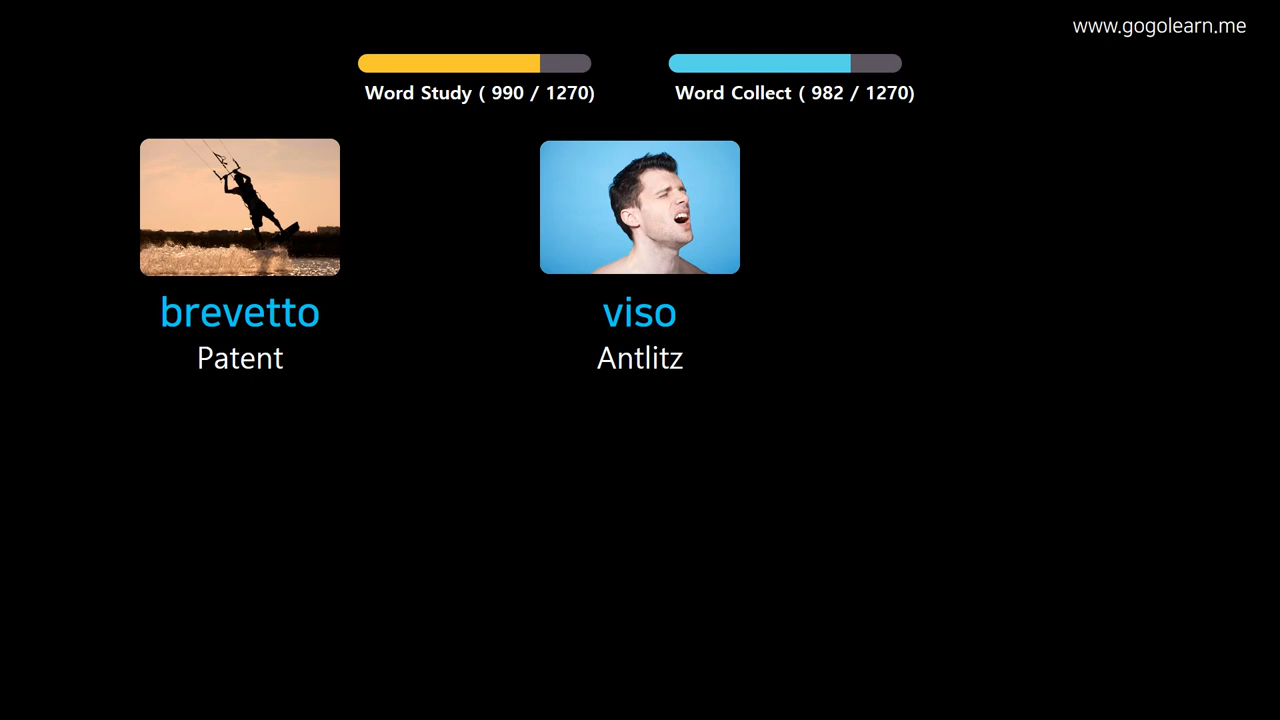 www.gogolearn.me
Word Study ( 990 / 1270)
Word Collect ( 982 / 1270)
brevetto
Patent
viso
Antlitz